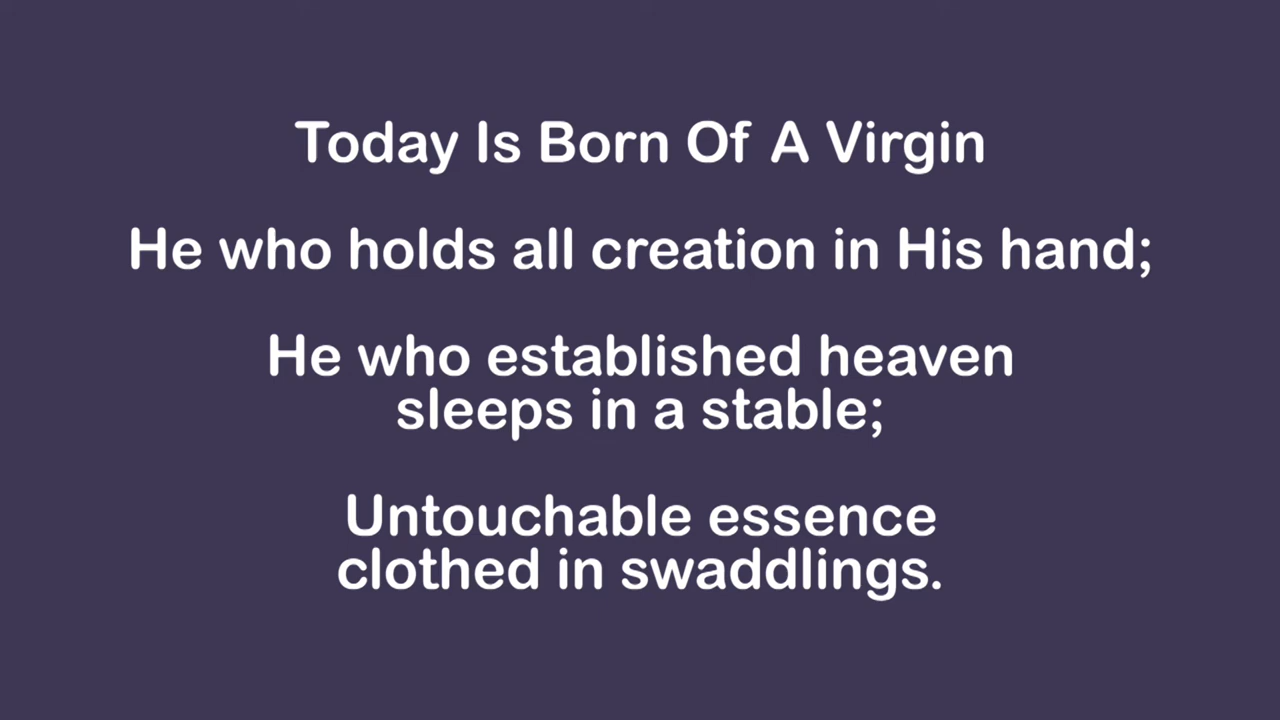 Today Is Born Of A Virgin
He who holds all creation in His hand;
He who established heaven
sleeps in a stable;
Untouchable essence
clothed in swaddlings.